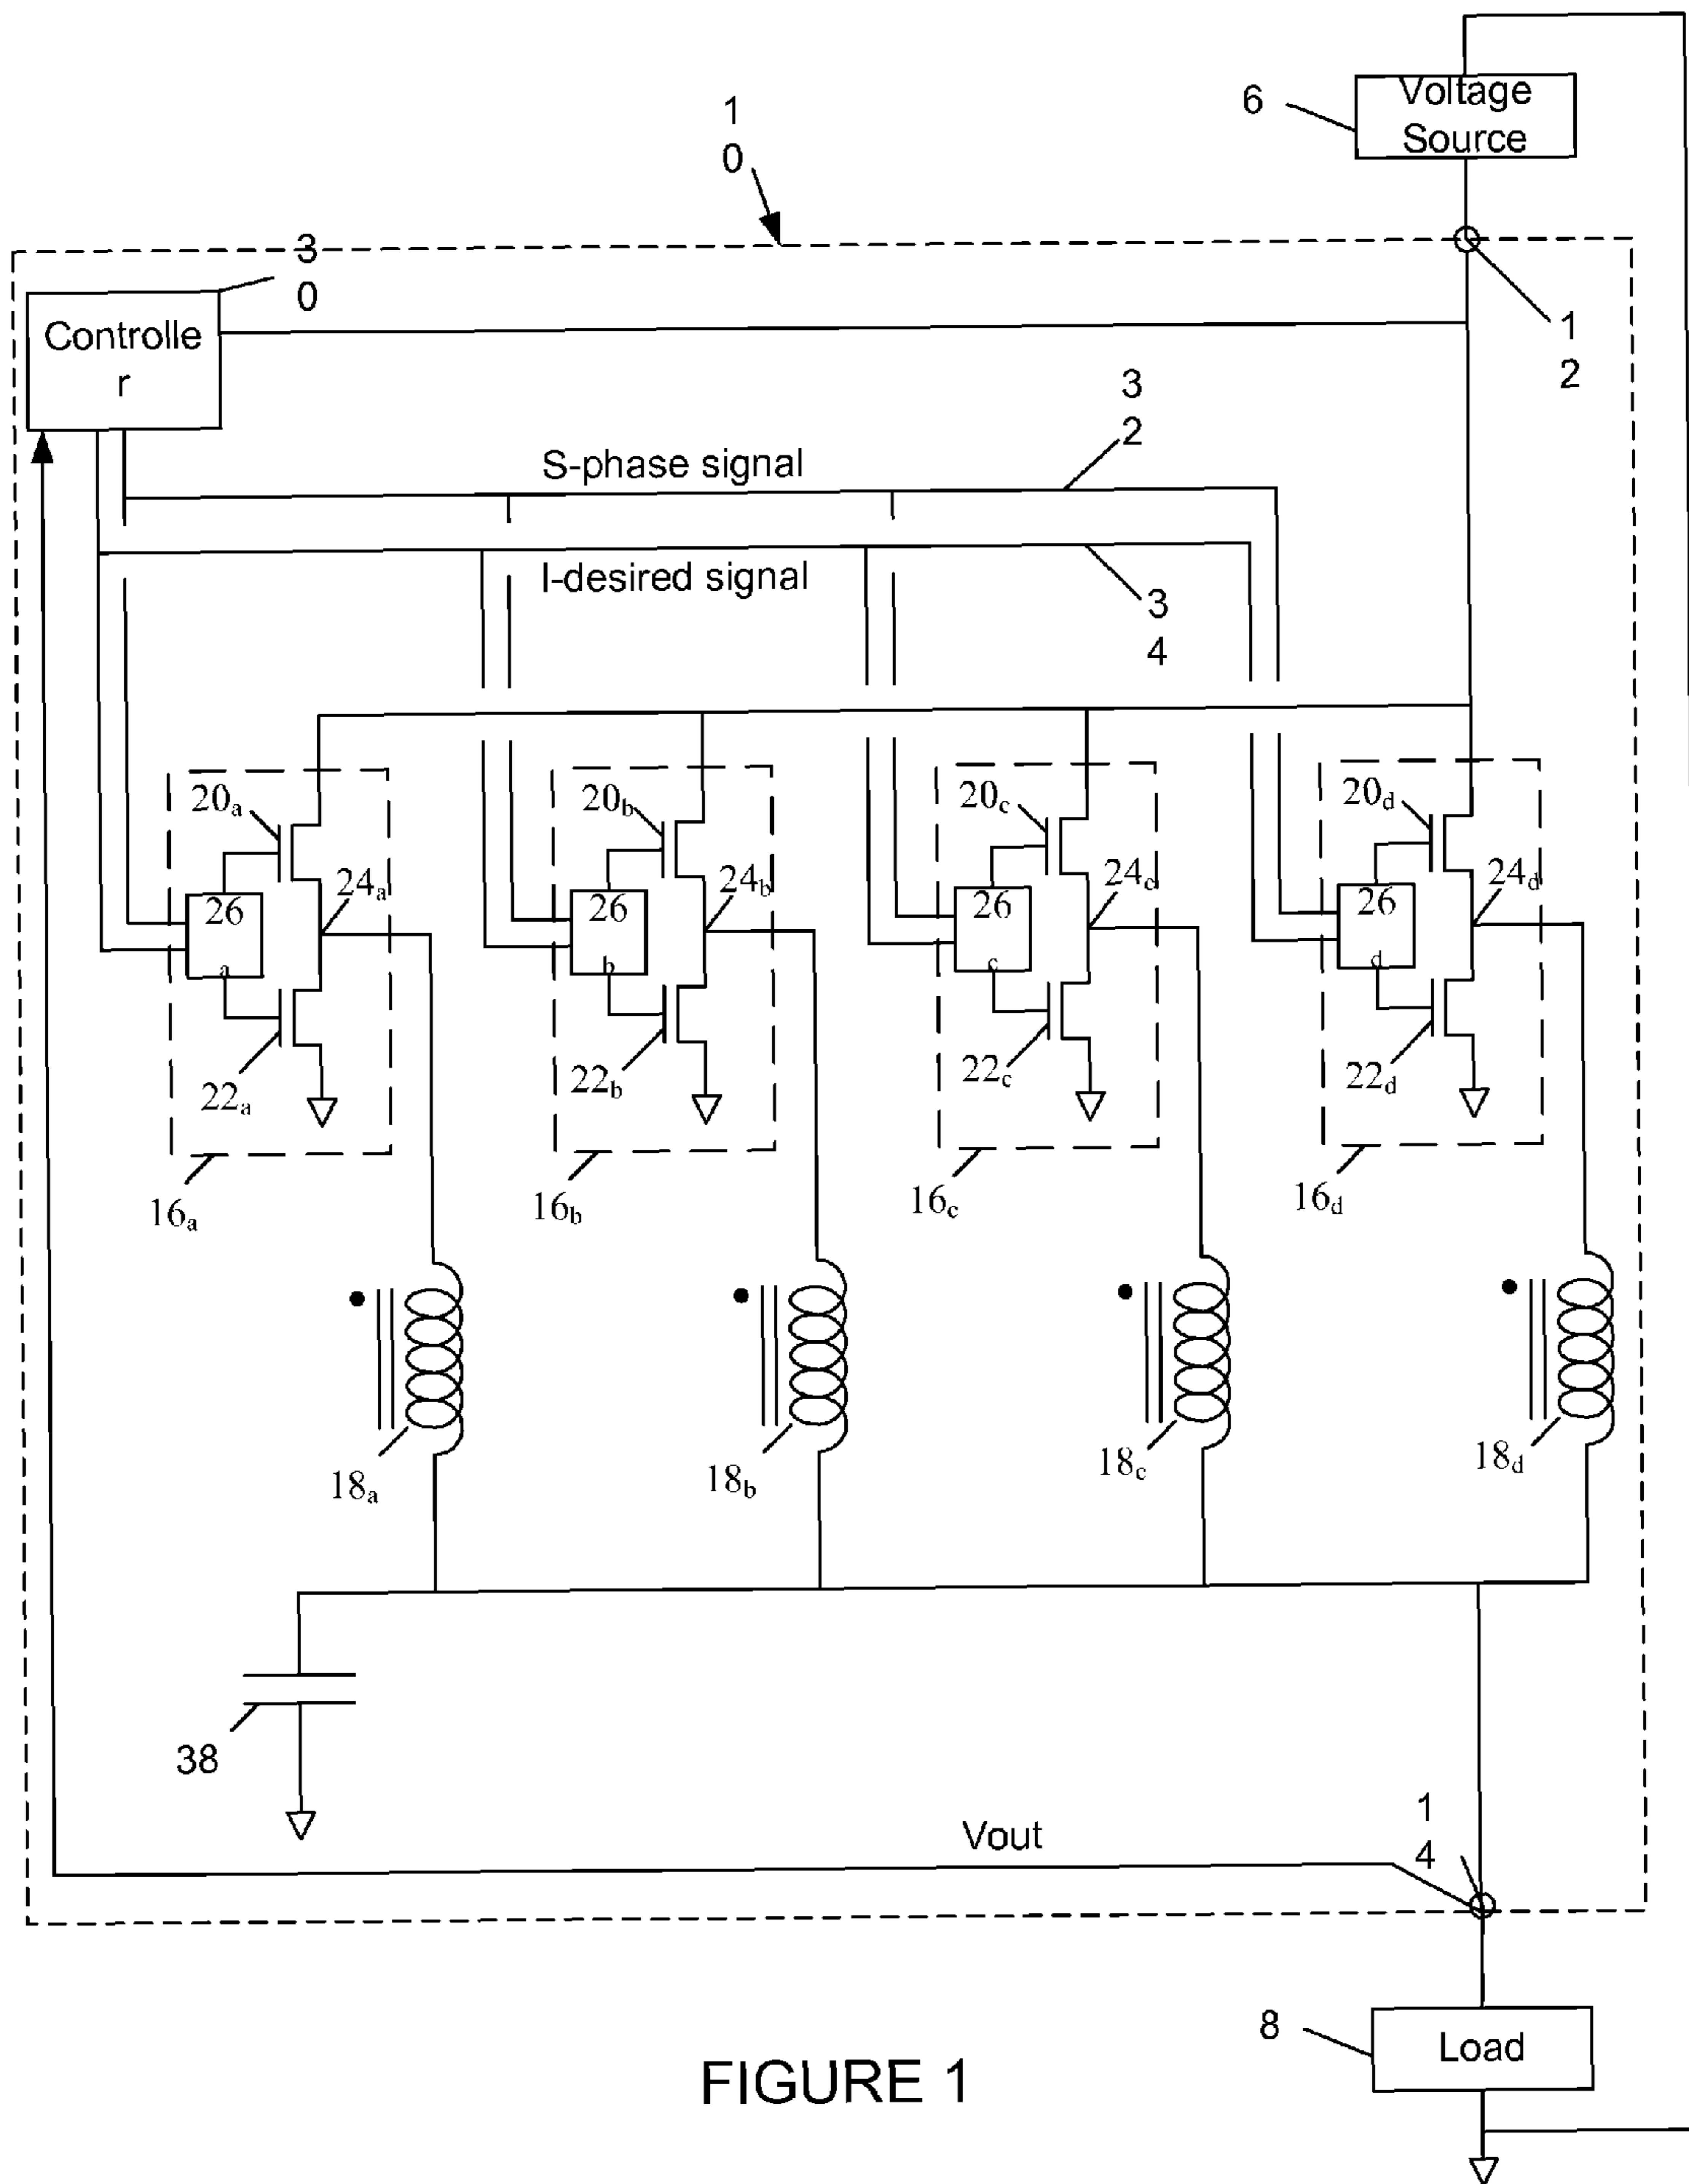 Voltage
Source
6
1
0
3
0
Controlle
r
1
2
3
2
S-phase signal
I-desired signal
3
4
20a
20b
20c
20d
24a
24b
24c
24d
26
a
26
b
26
c
26
d
22a
22b
22c
22d
16a
16b
16c
16d
18a
18b
18c
18d
38
Vout
1
4
8
Load
FIGURE 1